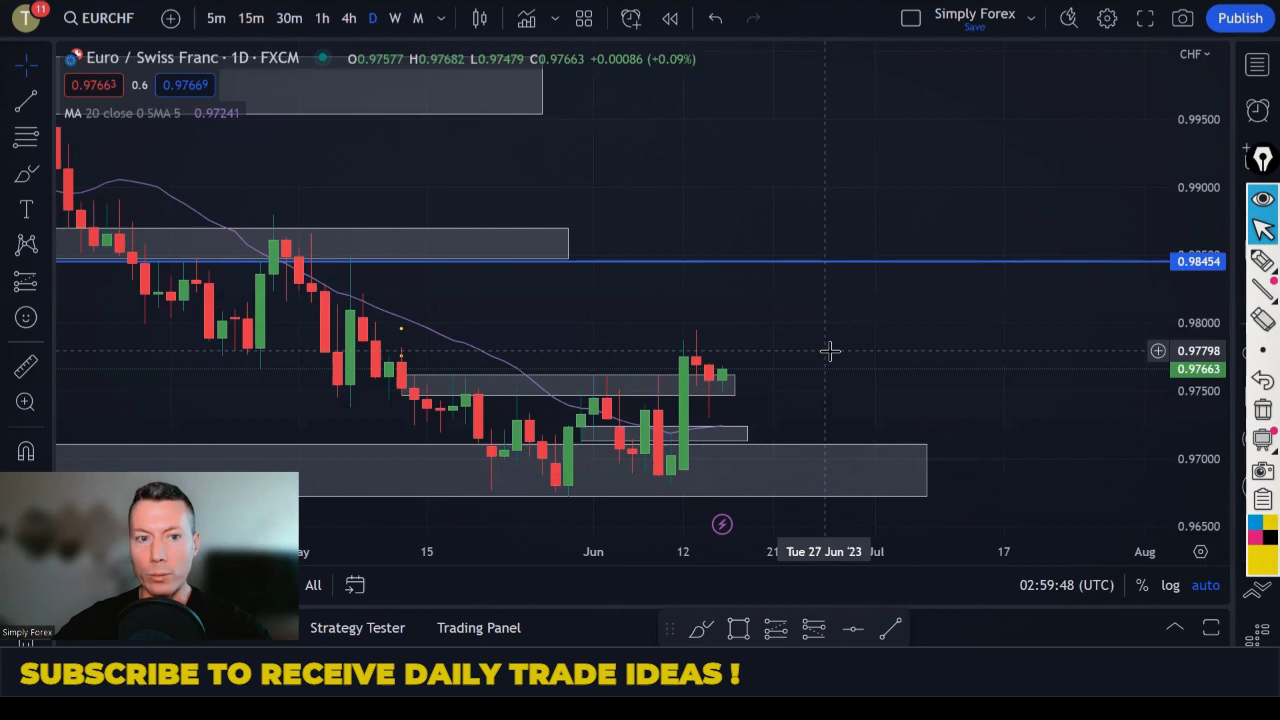 T 11 EURCHF 5m 15m 30m 1h 4h D W M Simply Forex Save Publish
Euro / Swiss Franc · 1D · FXCM O0.97577 H0.97682 L0.97479 C0.97663 +0.00086 (+0.09%) CHF
0.97663 0.6 0.97669
MA 20 close 0 SMA 5 0.97241
0.99500
0.99000
0.98454
0.98000
0.97798
0.97663
0.97500
0.97000
0.96500
15 Jun 12 21 Tue 27 Jun '23 Jul 17 Aug
All 02:59:48 (UTC) % log auto
Simply Forex Strategy Tester Trading Panel
SUBSCRIBE TO RECEIVE DAILY TRADE IDEAS !